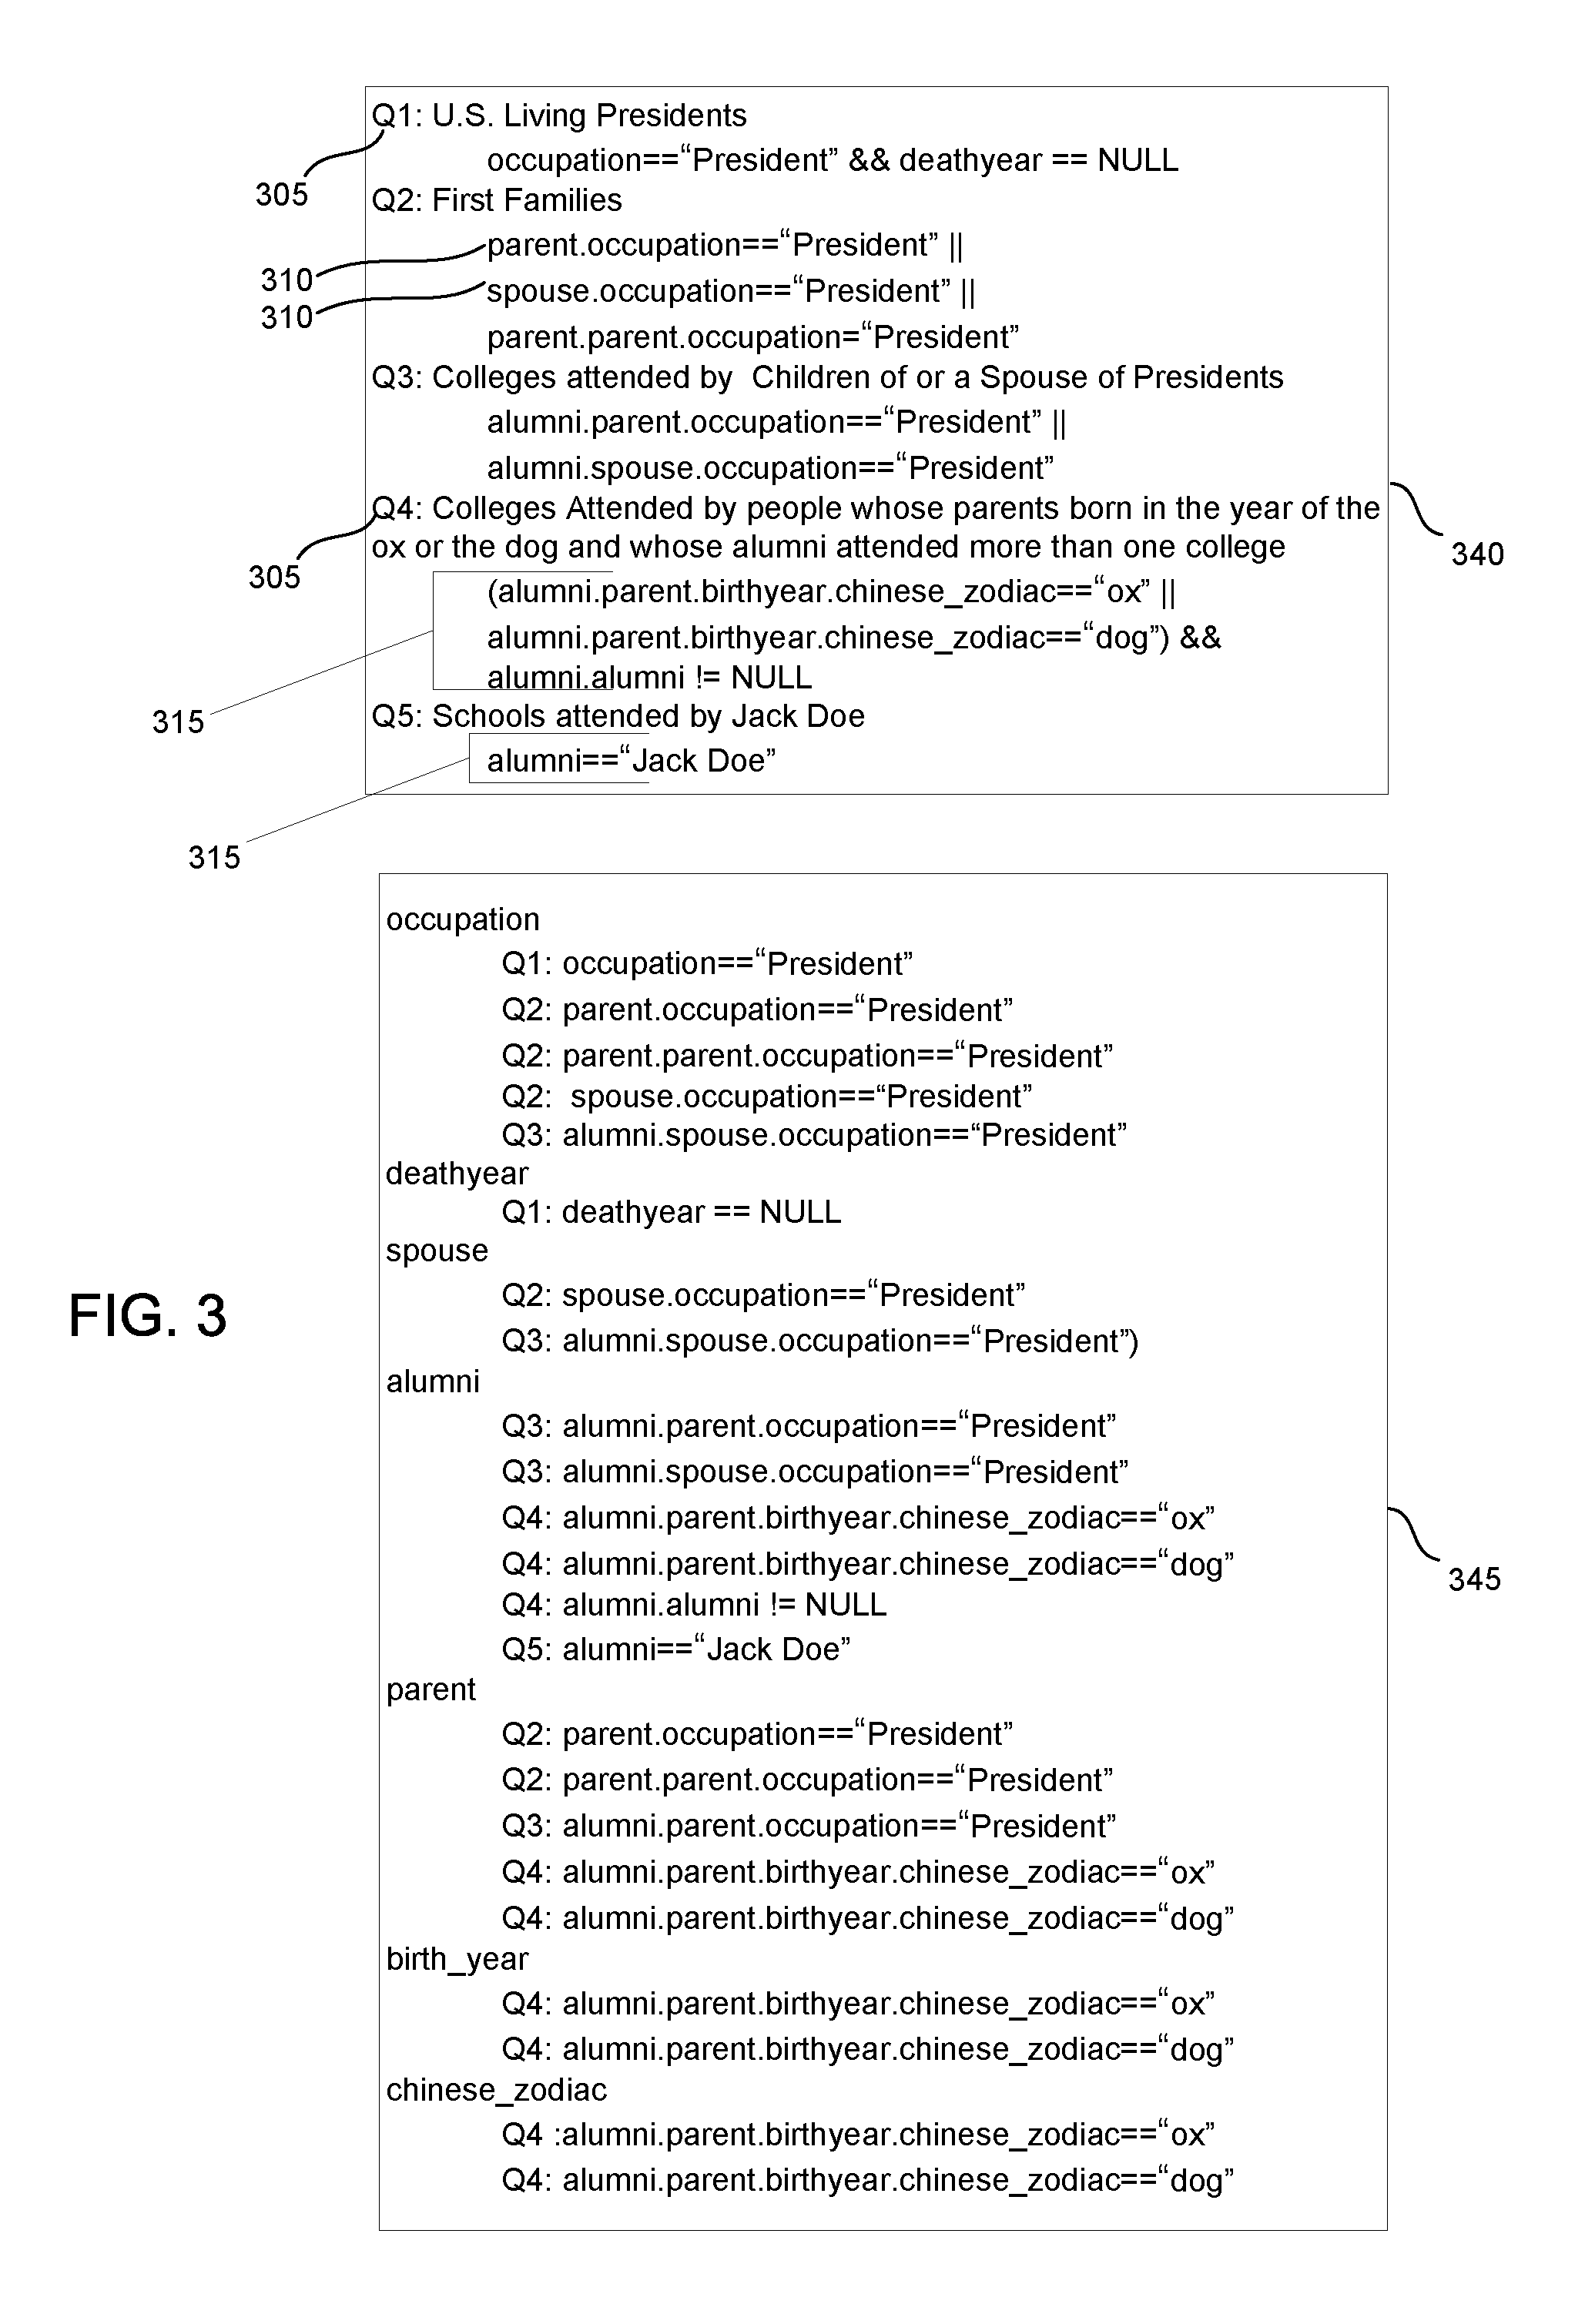 Q1: U.S. Living Presidents
occupation==“President” && deathyear == NULL
305
Q2: First Families
parent.occupation==“President” ||
310
spouse.occupation==“President” ||
310
parent.parent.occupation=“President”
Q3: Colleges attended by  Children of or a Spouse of Presidents
alumni.parent.occupation==“President” ||
alumni.spouse.occupation==“President”
Q4: Colleges Attended by people whose parents born in the year of the
ox or the dog and whose alumni attended more than one college
340
305
(alumni.parent.birthyear.chinese_zodiac==“ox” ||
alumni.parent.birthyear.chinese_zodiac==“dog”) &&
alumni.alumni != NULL
315
Q5: Schools attended by Jack Doe
alumni==“Jack Doe”
315
occupation
Q1: occupation==“President”
Q2: parent.occupation==“President”
Q2: parent.parent.occupation==“President”
Q2:  spouse.occupation==“President”
Q3: alumni.spouse.occupation==“President”
deathyear
Q1: deathyear == NULL
spouse
Q2: spouse.occupation==“President”
FIG. 3
Q3: alumni.spouse.occupation==“President”)
alumni
Q3: alumni.parent.occupation==“President”
Q3: alumni.spouse.occupation==“President”
Q4: alumni.parent.birthyear.chinese_zodiac==“ox”
Q4: alumni.parent.birthyear.chinese_zodiac==“dog”
345
Q4: alumni.alumni != NULL
Q5: alumni==“Jack Doe”
parent
Q2: parent.occupation==“President”
Q2: parent.parent.occupation==“President”
Q3: alumni.parent.occupation==“President”
Q4: alumni.parent.birthyear.chinese_zodiac==“ox”
Q4: alumni.parent.birthyear.chinese_zodiac==“dog”
birth_year
Q4: alumni.parent.birthyear.chinese_zodiac==“ox”
Q4: alumni.parent.birthyear.chinese_zodiac==“dog”
chinese_zodiac
Q4 :alumni.parent.birthyear.chinese_zodiac==“ox”
Q4: alumni.parent.birthyear.chinese_zodiac==“dog”